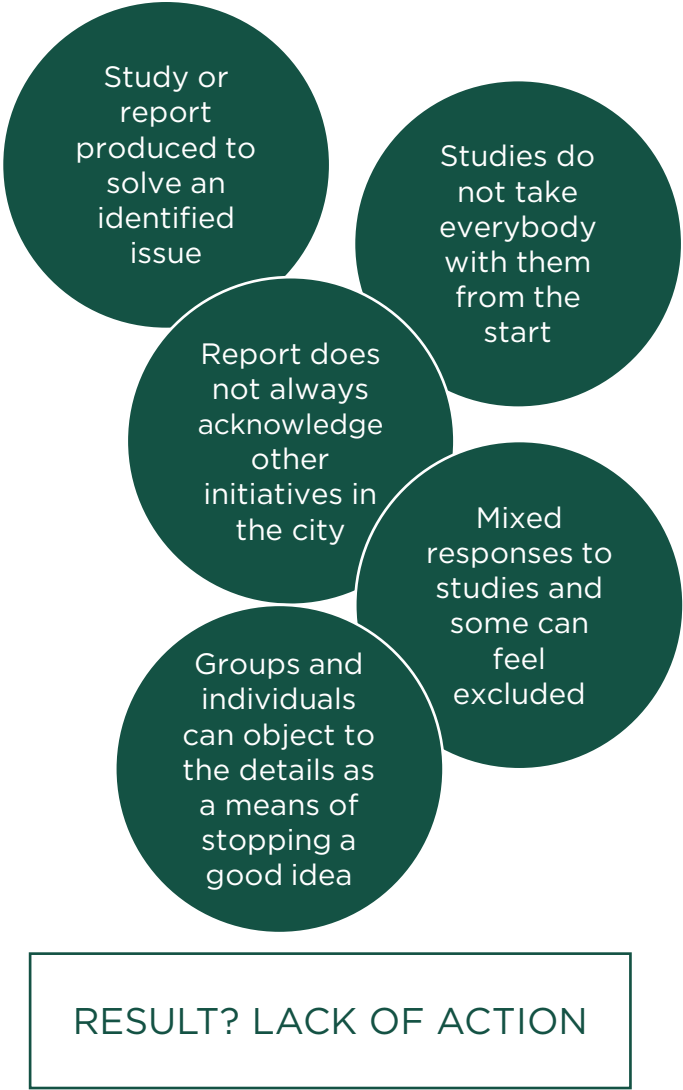 Study or
report
produced to
solve an
identified
issue
Studies do
not take
everybody
with them
from the
start
Report does
not always
acknowledge
other
initiatives in
the city
Mixed
responses to
studies and
some can
feel
excluded
Groups and
individuals
can object to
the details as
a means of
stopping a
good idea
RESULT? LACK OF ACTION